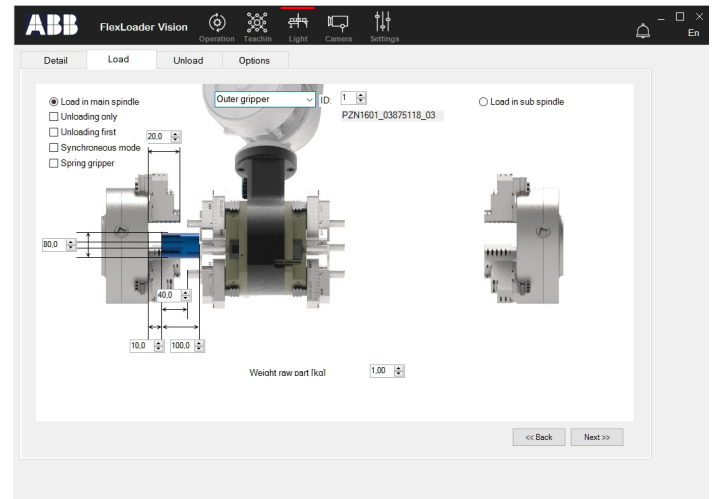 ABB FlexLoader Vision
Operation Teachin Light Camera Settings
En
Detail Load Unload Options
Load in main spindle
Outer gripper ID: 1
Load in sub spindle
Unloading only
PZN1601_03875118_03
Unloading first
20,0
Synchroneous mode
Spring gripper
80,0
40,0
10,0 100,0
Weight raw part [kg] 1,00
<< Back Next >>